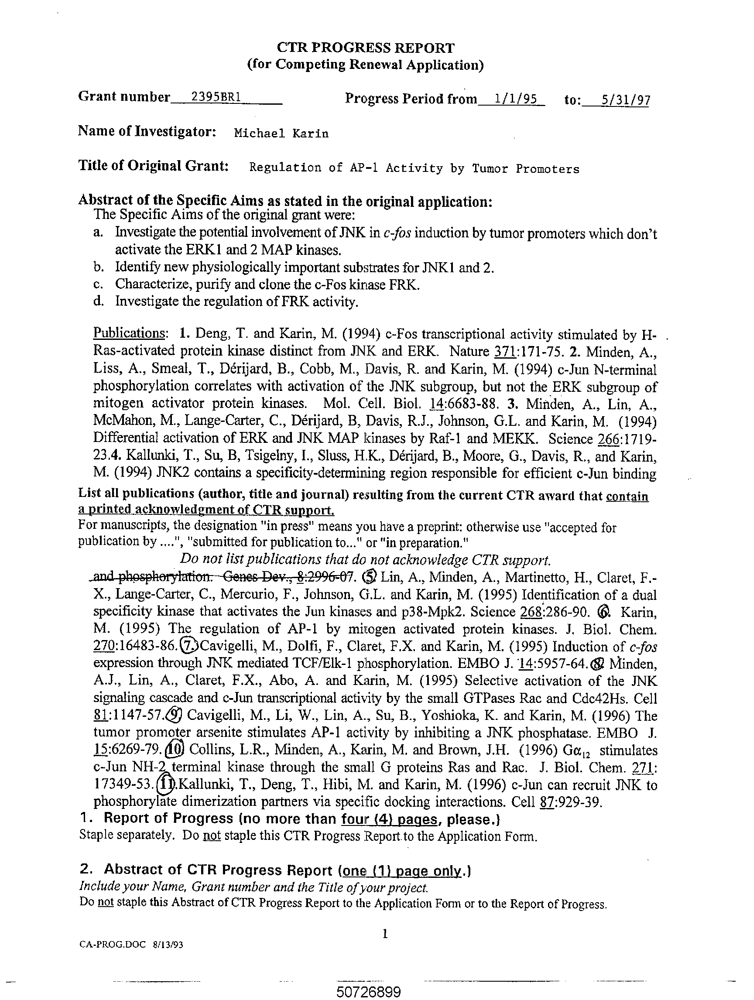 CTR PROGRESS REPORT
(for Competing Renewal Application)
Grant number 2395BR1 Progress Period from 1/1/95 to: 5/31/97
Name of Investigator: Michael Karin
Title of Original Grant: Regulation of AP-1 Activity by Tumor Promoters
Abstract of the Specific Aims as stated in the original application:
The Specific Aims of the original grant were:
a. Investigate the potential involvement of JNK in c-fos induction by tumor promoters which don't
activate the ERK1 and 2 MAP kinases.
b. Identify new physiologically important substrates for JNK1 and 2.
c. Characterize, purify and clone the c-Fos kinase FRK.
d. Investigate the regulation of FRK activity.
Publications: 1. Deng, T. and Karin, M. (1994) c-Fos transcriptional activity stimulated by H-
Ras-activated protein kinase distinct from JNK and ERK. Nature 371:171-75. 2. Minden, A.,
Liss, A., Smeal, T., Dérijard, B., Cobb, M., Davis, R. and Karin, M. (1994) c-Jun N-terminal
phosphorylation correlates with activation of the JNK subgroup, but not the ERK subgroup of
mitogen activator protein kinases. Mol. Cell. Biol. 14:6683-88. 3. Minden, A., Lin, A.,
McMahon, M., Lange-Carter, C., Dérijard, B, Davis, R.J., Johnson, G.L. and Karin, M. (1994)
Differential activation of ERK and JNK MAP kinases by Raf-1 and MEKK. Science 266:1719-
23.4. Kallunki, T., Su, B, Tsigelny, I., Sluss, H.K., Dérijard, B., Moore, G., Davis, R., and Karin,
M. (1994) JNK2 contains a specificity-determining region responsible for efficient c-Jun binding
List all publications (author, title and journal) resulting from the current CTR award that contain
a printed acknowledgment of CTR support.
For manuscripts, the designation "in press" means you have a preprint: otherwise use "accepted for
publication by ....", "submitted for publication to..." or "in preparation."
Do not list publications that do not acknowledge CTR support.
and phosphorylation. Genes Dev., 8:2996-07. 5. Lin, A., Minden, A., Martinetto, H., Claret, F.-
X., Lange-Carter, C., Mercurio, F., Johnson, G.L. and Karin, M. (1995) Identification of a dual
specificity kinase that activates the Jun kinases and p38-Mpk2. Science 268:286-90. 6. Karin,
M. (1995) The regulation of AP-1 by mitogen activated protein kinases. J. Biol. Chem.
270:16483-86. 7. Cavigelli, M., Dolfi, F., Claret, F.X. and Karin, M. (1995) Induction of c-fos
expression through JNK mediated TCF/Elk-1 phosphorylation. EMBO J. 14:5957-64. 8. Minden,
A.J., Lin, A., Claret, F.X., Abo, A. and Karin, M. (1995) Selective activation of the JNK
signaling cascade and c-Jun transcriptional activity by the small GTPases Rac and Cdc42Hs. Cell
81:1147-57. 9. Cavigelli, M., Li, W., Lin, A., Su, B., Yoshioka, K. and Karin, M. (1996) The
tumor promoter arsenite stimulates AP-1 activity by inhibiting a JNK phosphatase. EMBO J.
15:6269-79. 10. Collins, L.R., Minden, A., Karin, M. and Brown, J.H. (1996) Gα12 stimulates
c-Jun NH-2 terminal kinase through the small G proteins Ras and Rac. J. Biol. Chem. 271:
17349-53. 11. Kallunki, T., Deng, T., Hibi, M. and Karin, M. (1996) c-Jun can recruit JNK to
phosphorylate dimerization partners via specific docking interactions. Cell 87:929-39.
1. Report of Progress (no more than four (4) pages, please.)
Staple separately. Do not staple this CTR Progress Report to the Application Form.
2. Abstract of CTR Progress Report (one (1) page only.)
Include your Name, Grant number and the Title of your project.
Do not staple this Abstract of CTR Progress Report to the Application Form or to the Report of Progress.
1
CA-PROG.DOC 8/13/93
50726899